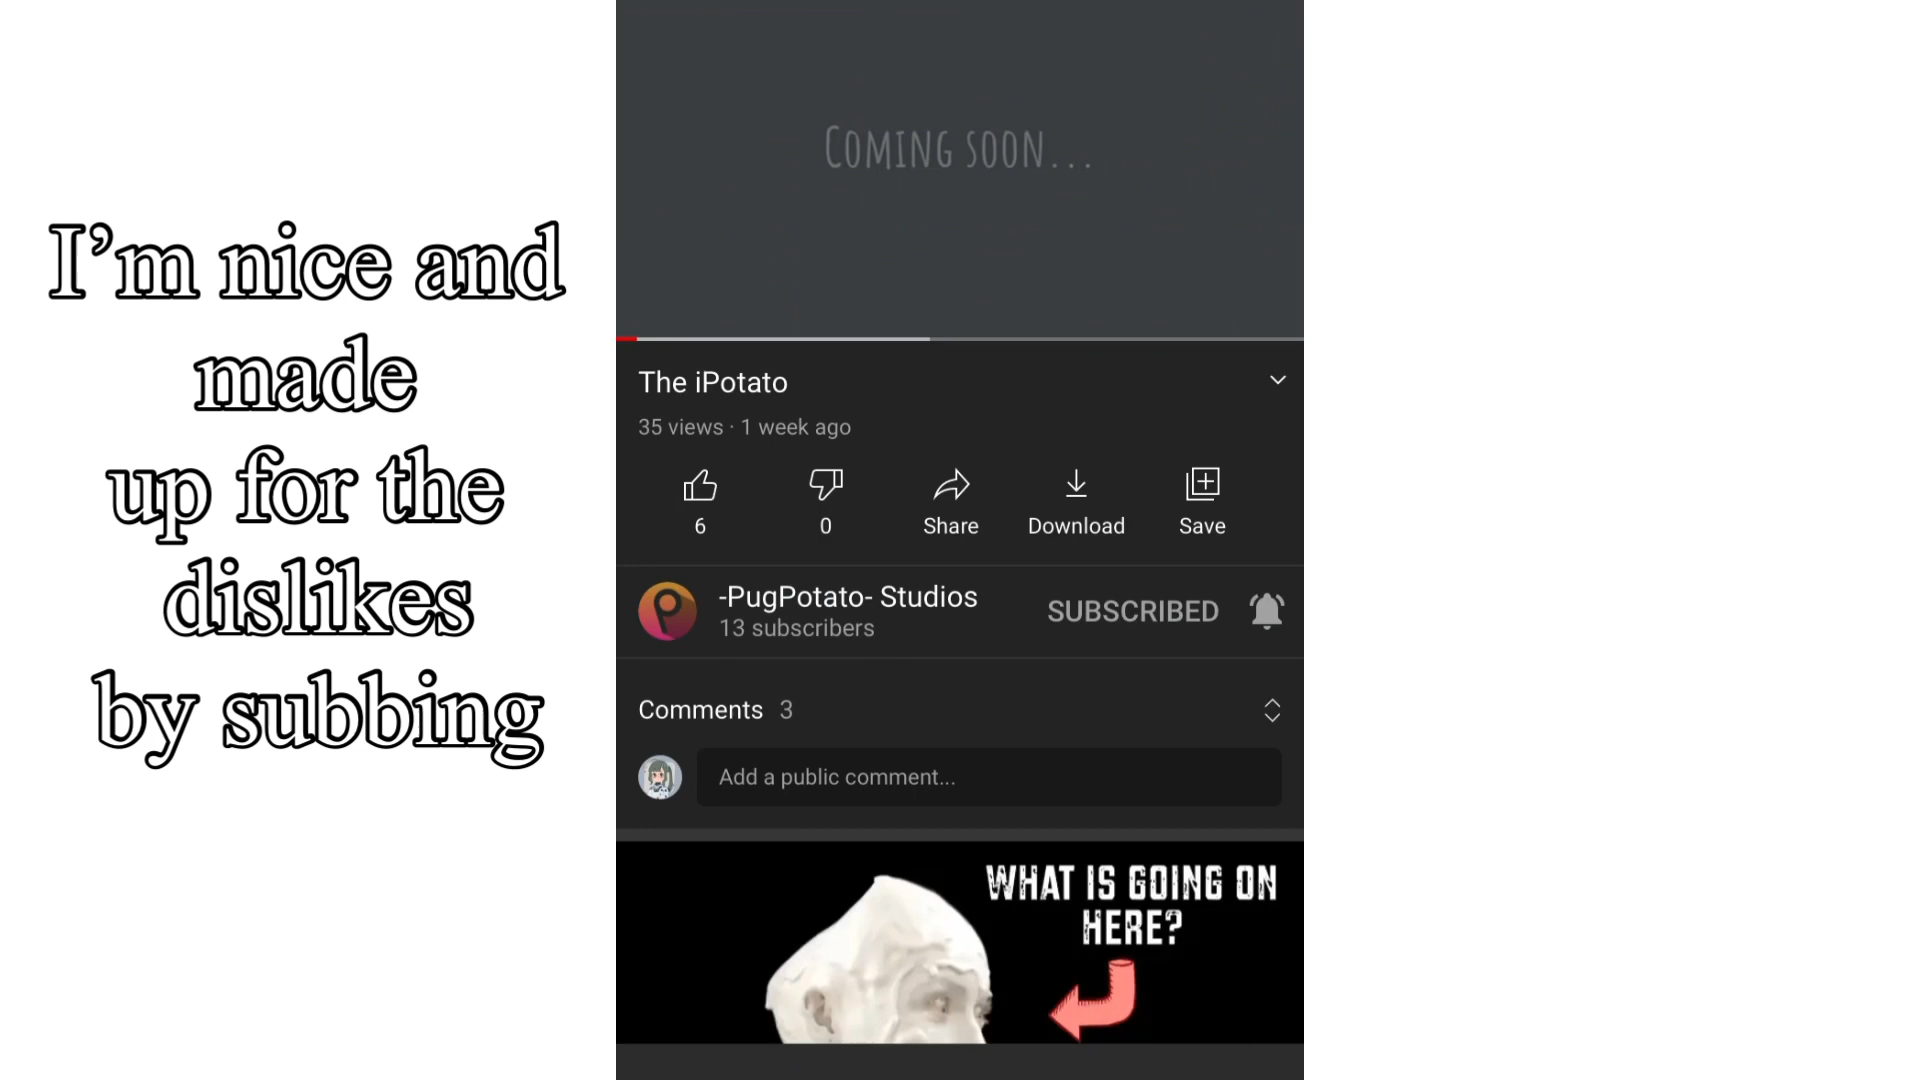 I’m nice and
made
up for the
dislikes
by subbing
Coming soon...
The iPotato
35 views · 1 week ago
6
0
Share
Download
Save
-PugPotato- Studios
13 subscribers
SUBSCRIBED
Comments 3
Add a public comment...
WHAT IS GOING ON
HERE?